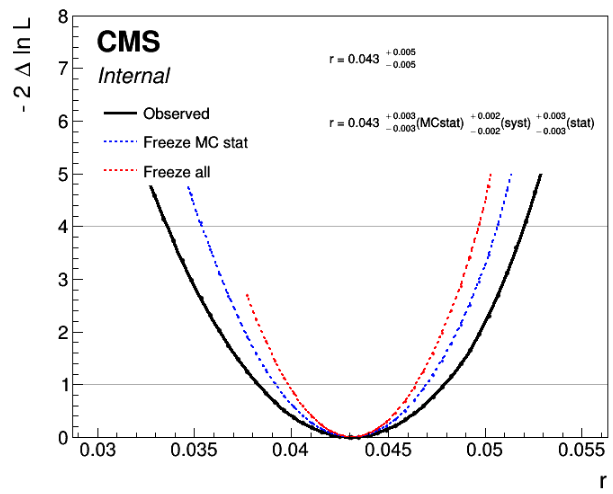 - 2 Δ ln L
8
7
6
5
4
3
2
1
0
CMS
Internal
Observed
Freeze MC stat
Freeze all
r = 0.043 +0.005 -0.005
r = 0.043 +0.003 -0.003 (MCstat) +0.002 -0.002 (syst) +0.003 -0.003 (stat)
0.03 0.035 0.04 0.045 0.05 0.055
r